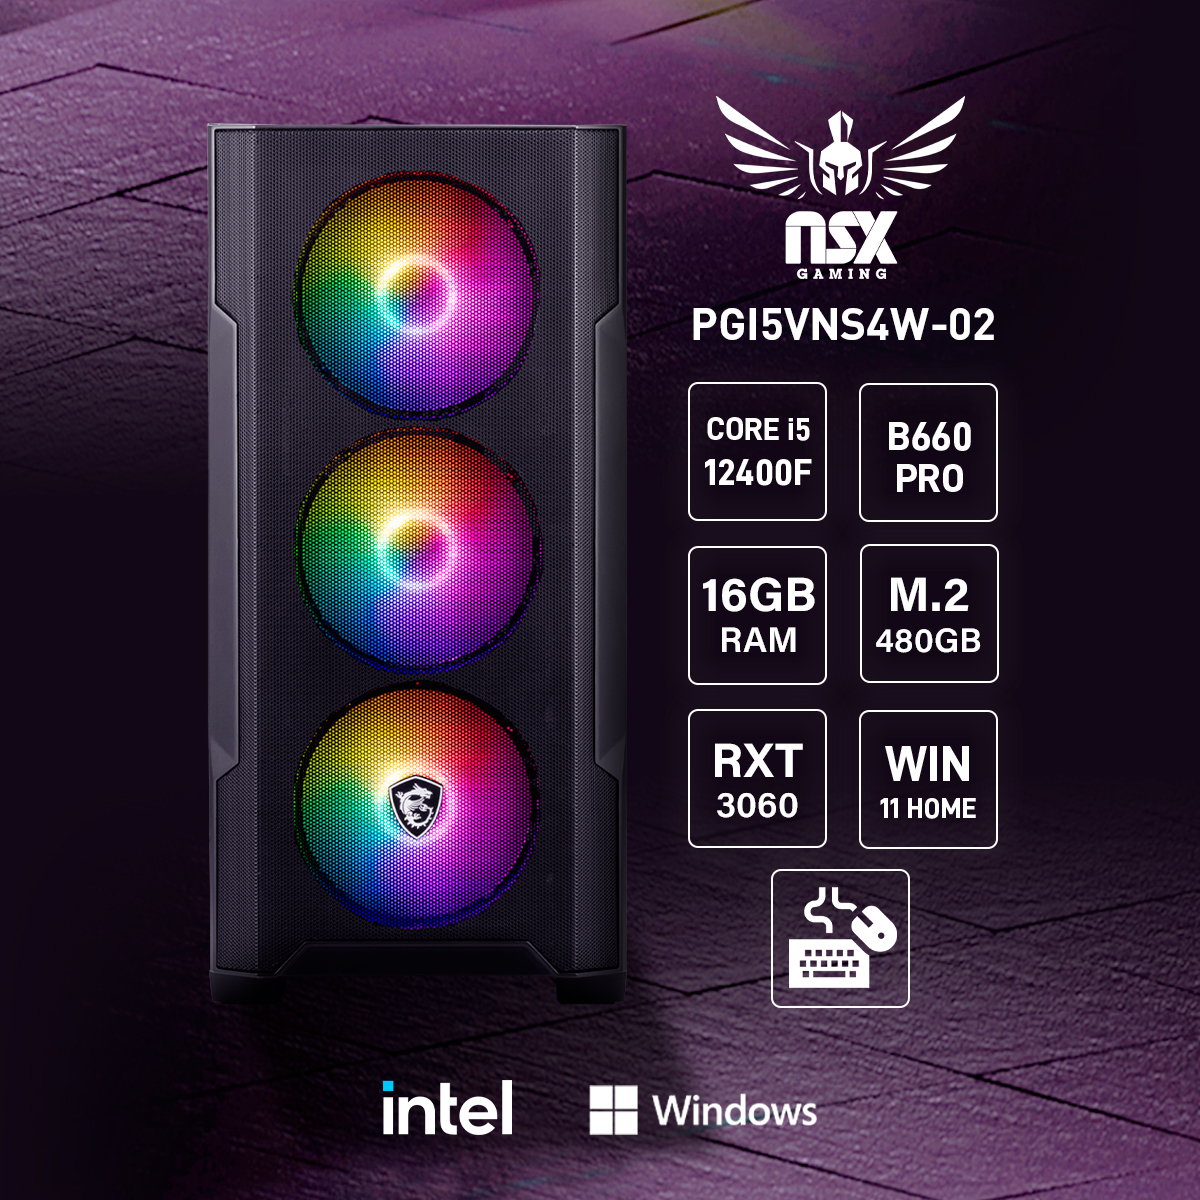 NSX
GAMING
PGI5VNS4W-02
CORE i5
12400F
B660
PRO
16GB
RAM
M.2
480GB
RXT
3060
WIN
11 HOME
intel
Windows